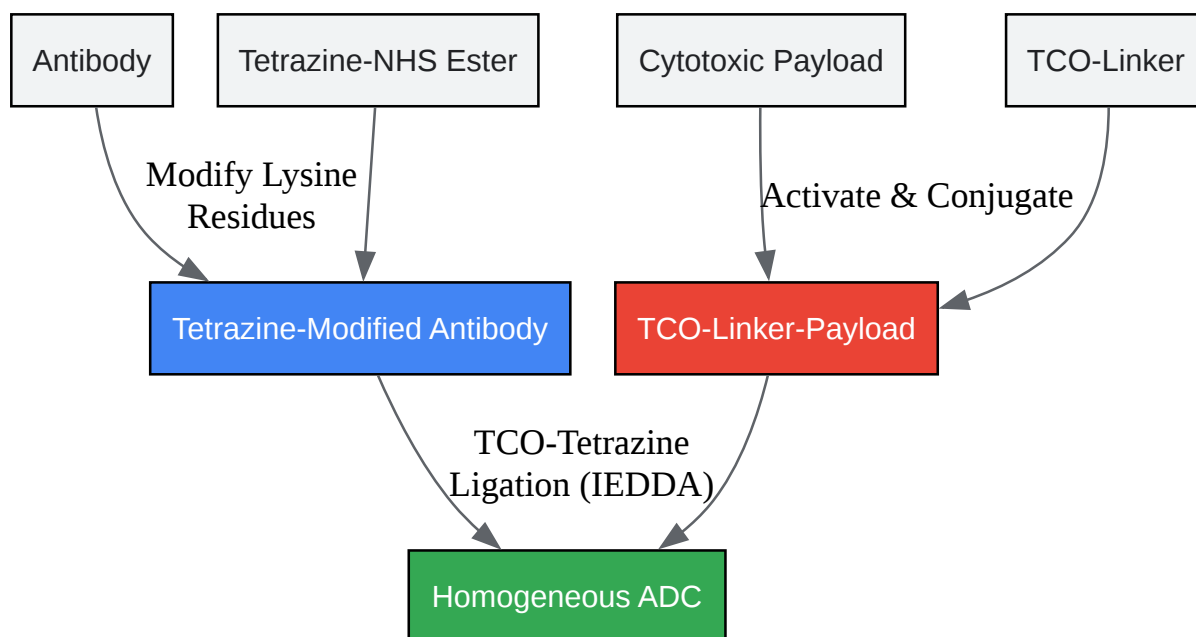 Antibody
Tetrazine-NHS Ester
Cytotoxic Payload
TCO-Linker
Modify Lysine
Residues
Activate & Conjugate
Tetrazine-Modified Antibody
TCO-Linker-Payload
TCO-Tetrazine
Ligation (IEDDA)
Homogeneous ADC